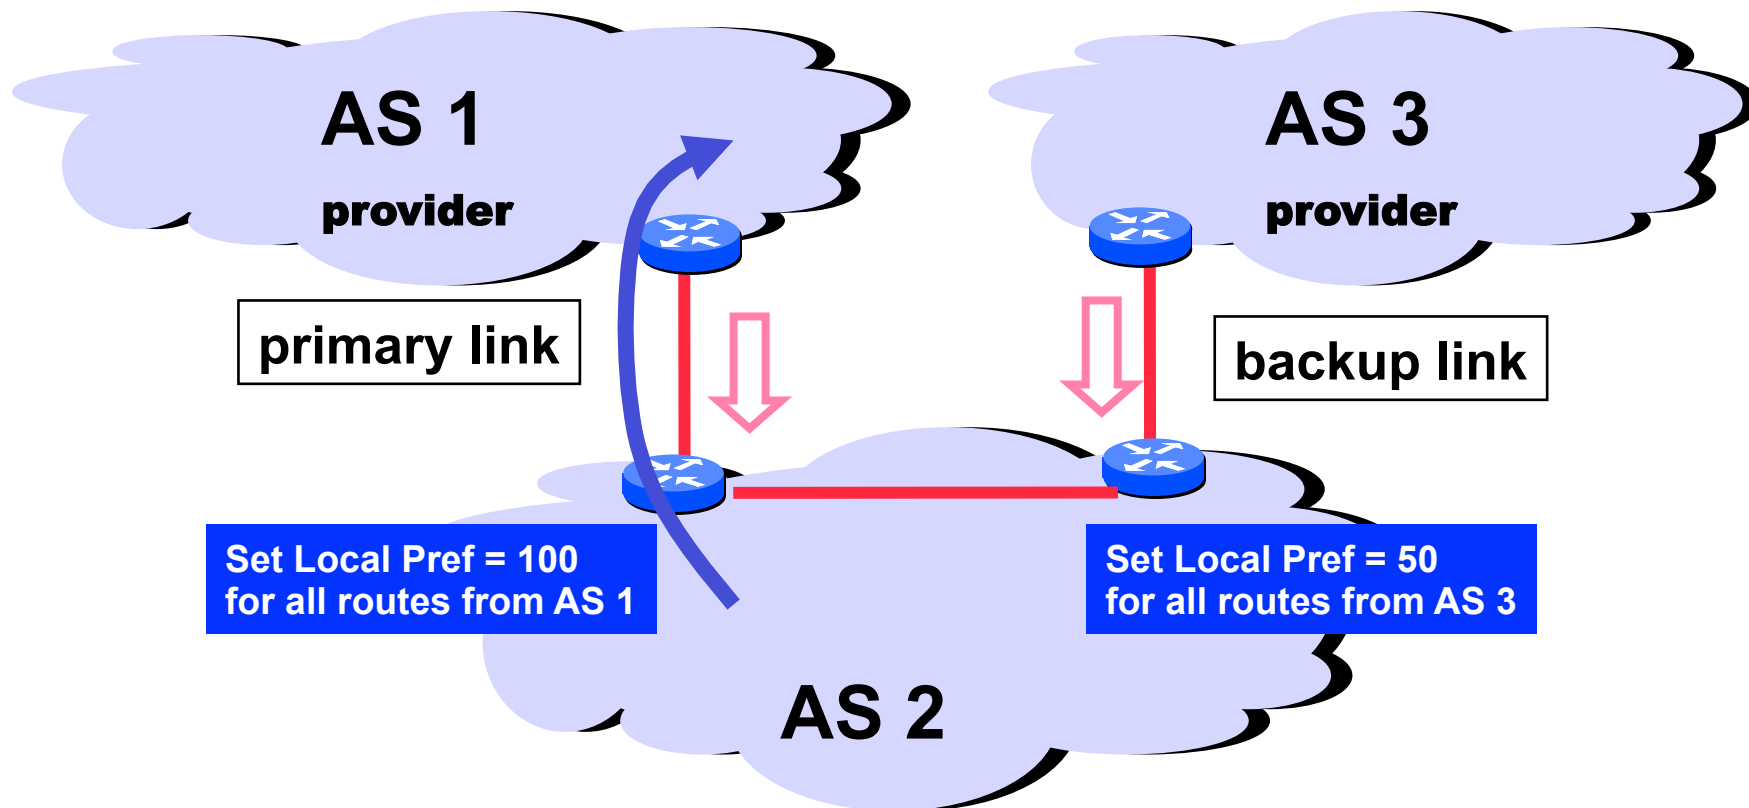 AS 1
provider
AS 3
provider
primary link
backup link
Set Local Pref = 100
for all routes from AS 1
Set Local Pref = 50
for all routes from AS 3
AS 2